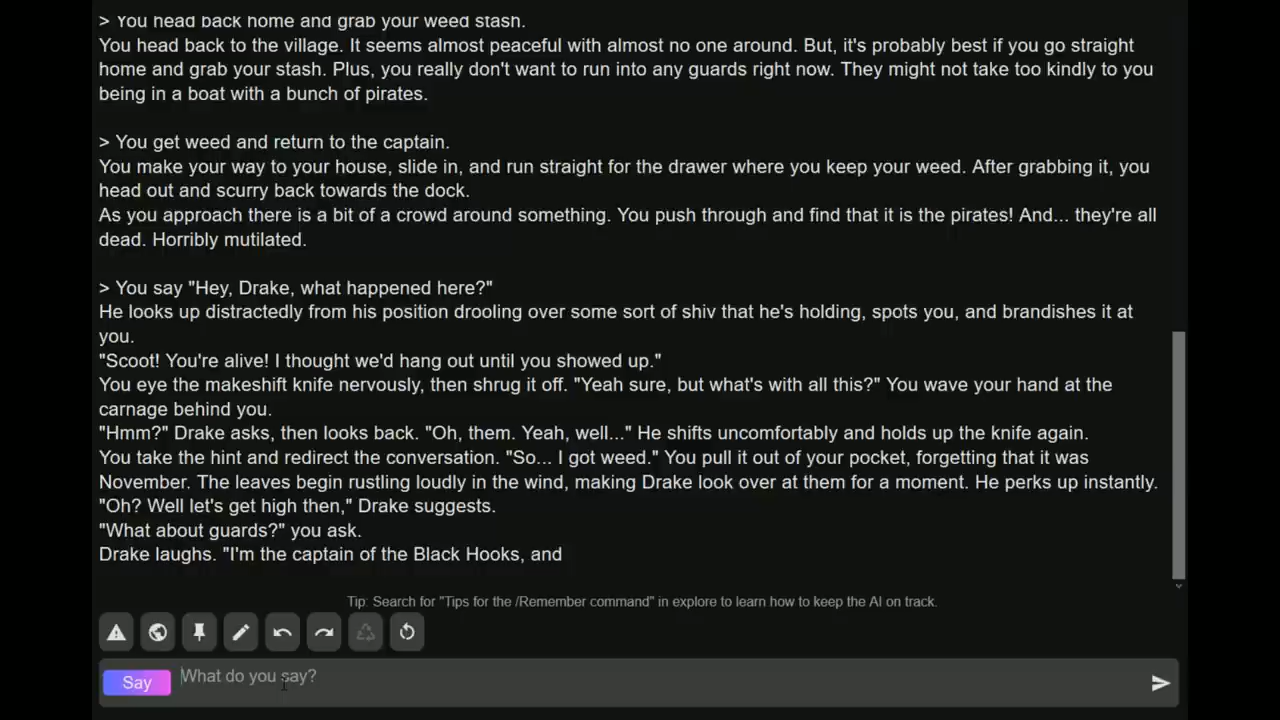 > You head back home and grab your weed stash.
You head back to the village. It seems almost peaceful with almost no one around. But, it's probably best if you go straight
home and grab your stash. Plus, you really don't want to run into any guards right now. They might not take too kindly to you
being in a boat with a bunch of pirates.
> You get weed and return to the captain.
You make your way to your house, slide in, and run straight for the drawer where you keep your weed. After grabbing it, you
head out and scurry back towards the dock.
As you approach there is a bit of a crowd around something. You push through and find that it is the pirates! And... they're all
dead. Horribly mutilated.
> You say "Hey, Drake, what happened here?"
He looks up distractedly from his position drooling over some sort of shiv that he's holding, spots you, and brandishes it at
you.
"Scoot! You're alive! I thought we'd hang out until you showed up."
You eye the makeshift knife nervously, then shrug it off. "Yeah sure, but what's with all this?" You wave your hand at the
carnage behind you.
"Hmm?" Drake asks, then looks back. "Oh, them. Yeah, well..." He shifts uncomfortably and holds up the knife again.
You take the hint and redirect the conversation. "So... I got weed." You pull it out of your pocket, forgetting that it was
November. The leaves begin rustling loudly in the wind, making Drake look over at them for a moment. He perks up instantly.
"Oh? Well let's get high then," Drake suggests.
"What about guards?" you ask.
Drake laughs. "I'm the captain of the Black Hooks, and
Tip: Search for "Tips for the /Remember command" in explore to learn how to keep the AI on track.
Say What do you say?